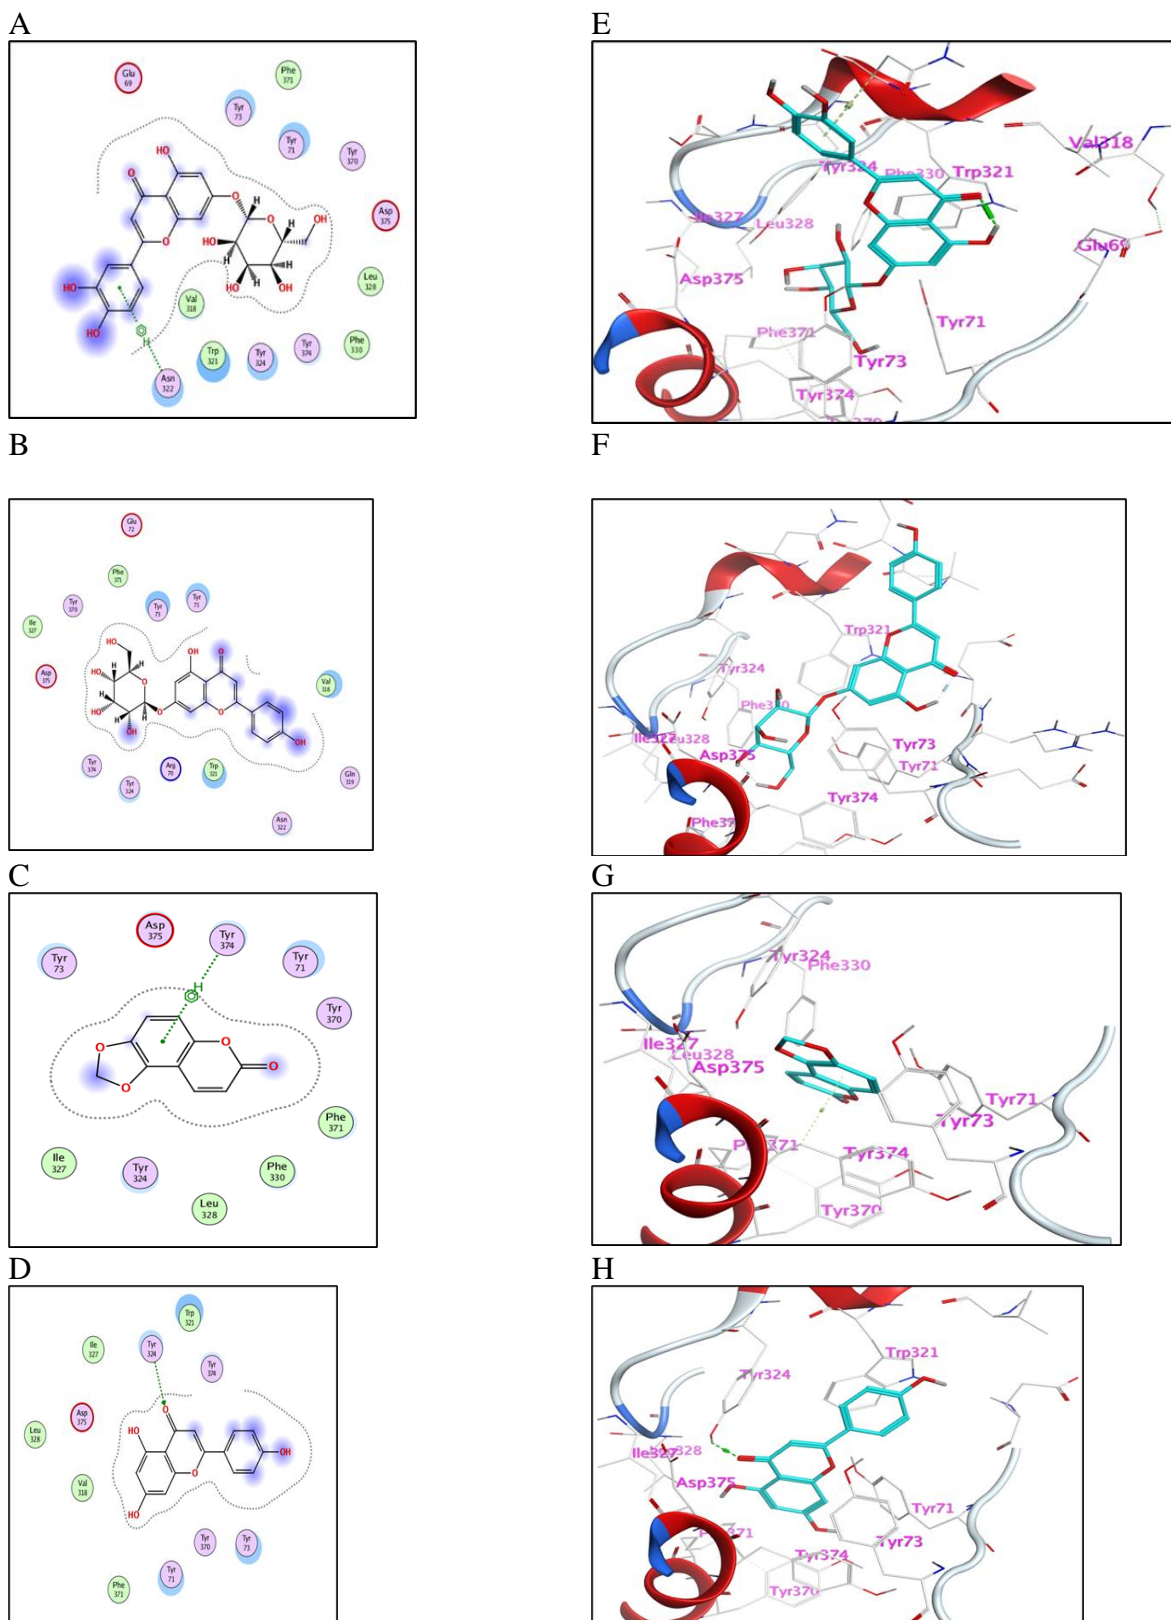 A
Glu
69
Phe
371
Tyr
73
Tyr
71
Tyr
370
Asp
375
Leu
328
Phe
330
Tyr
374
Tyr
324
Trp
321
Val
318
Asn
322
HO
O
O
O
H
H
OH
HO
O
H
H
HO
OH
HO
HO
H
E
Tyr324
Phe330
Trp321
Val318
Ile327
Leu328
Glu69
Asp375
Tyr71
Phe371
Tyr73
Tyr374
B
Glu
72
Phe
371
Tyr
370
Tyr
73
Tyr
71
Ile
327
Asp
375
Val
318
Tyr
374
Tyr
324
Arg
70
Trp
321
Gln
319
Asn
322
HO
OH
O
H
H
O
HO
HO
H
H
O
O
OH
OH
F
Trp321
Tyr324
Asp375
Tyr73
Tyr71
Tyr374
C
Asp
375
Tyr
374
Tyr
73
Tyr
71
Tyr
370
H
O
O
O
O
Phe
371
Ile
327
Tyr
324
Phe
330
Leu
328
G
Tyr324
Phe330
Ile327
Leu328
Asp375
Tyr71
Tyr73
Tyr374
Tyr370
D
Trp
321
Ile
327
Tyr
324
Tyr
374
Asp
375
Leu
328
Val
318
O
OH
OH
O
HO
Tyr
370
Tyr
73
Tyr
71
Phe
371
H
Trp321
Tyr324
Ile327
Asp375
Tyr71
Tyr73
Tyr374
Tyr370